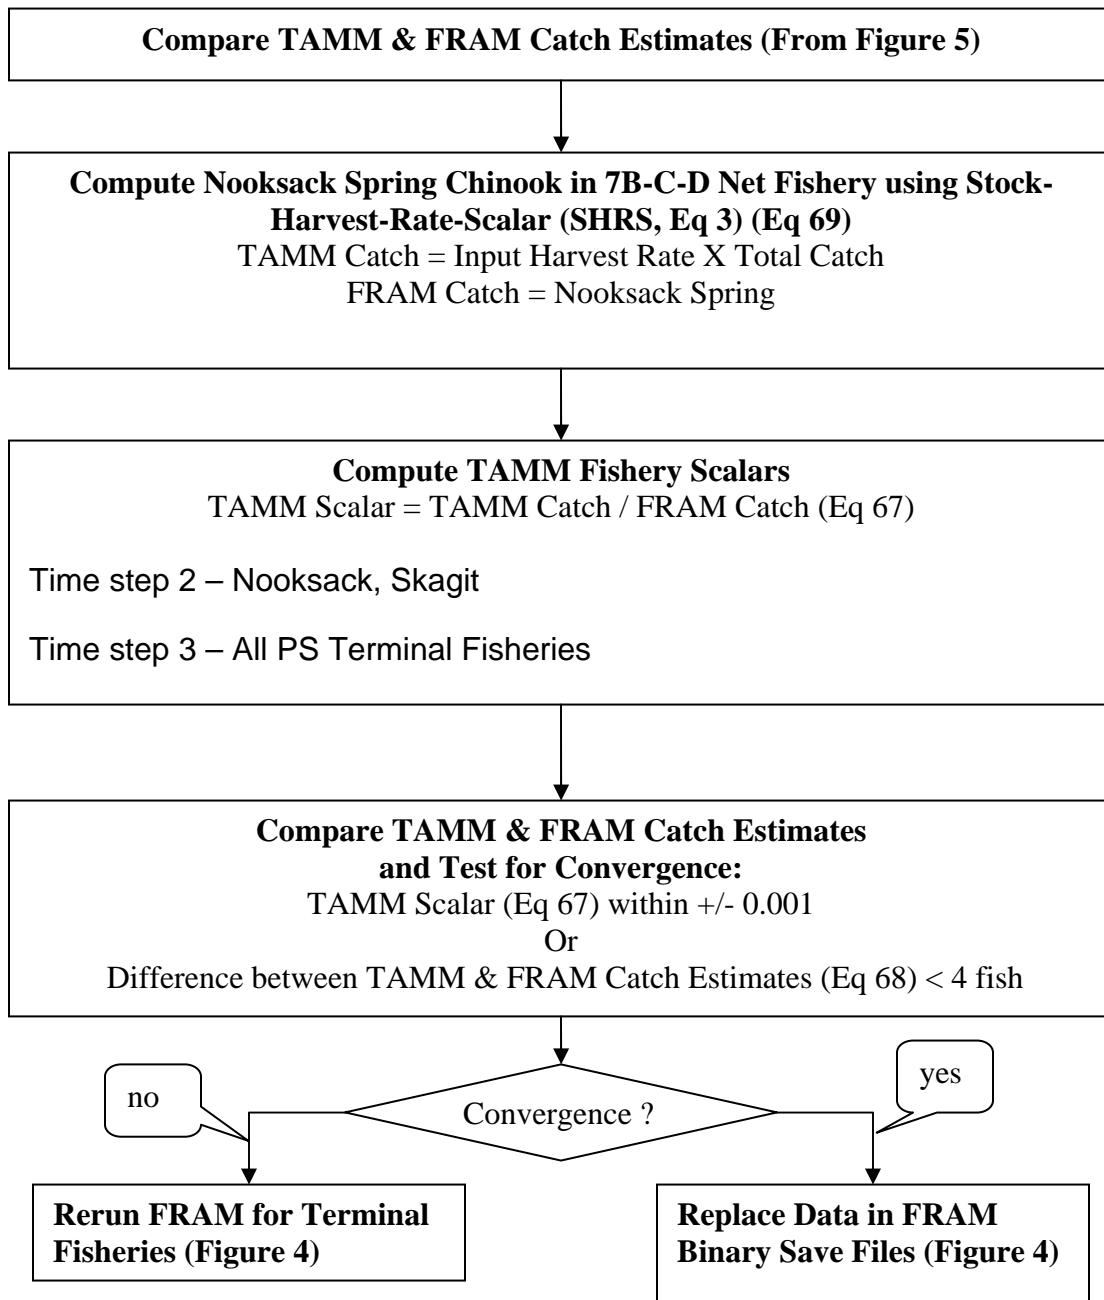 Compare TAMM & FRAM Catch Estimates (From Figure 5)
Compute Nooksack Spring Chinook in 7B-C-D Net Fishery using Stock-
Harvest-Rate-Scalar (SHRS, Eq 3) (Eq 69)
TAMM Catch = Input Harvest Rate X Total Catch
FRAM Catch = Nooksack Spring
Compute TAMM Fishery Scalars
TAMM Scalar = TAMM Catch / FRAM Catch (Eq 67)
Time step 2 – Nooksack, Skagit
Time step 3 – All PS Terminal Fisheries
Compare TAMM & FRAM Catch Estimates
and Test for Convergence:
TAMM Scalar (Eq 67) within +/- 0.001
Or
Difference between TAMM & FRAM Catch Estimates (Eq 68) < 4 fish
no
yes
Convergence ?
Rerun FRAM for Terminal
Fisheries (Figure 4)
Replace Data in FRAM
Binary Save Files (Figure 4)